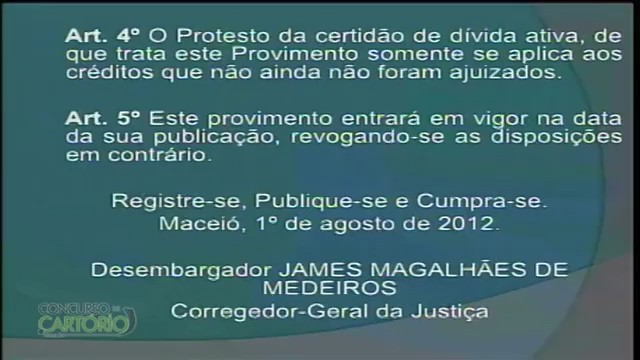 Art. 4º O Protesto da certidão de dívida ativa, de
que trata este Provimento somente se aplica aos
créditos que não ainda não foram ajuizados.
Art. 5º Este provimento entrará em vigor na data
da sua publicação, revogando-se as disposições
em contrário.
Registre-se, Publique-se e Cumpra-se.
Maceió, 1º de agosto de 2012.
Desembargador JAMES MAGALHÃES DE
MEDEIROS
Corregedor-Geral da Justiça
CONCURSO DE
CARTÓRIO